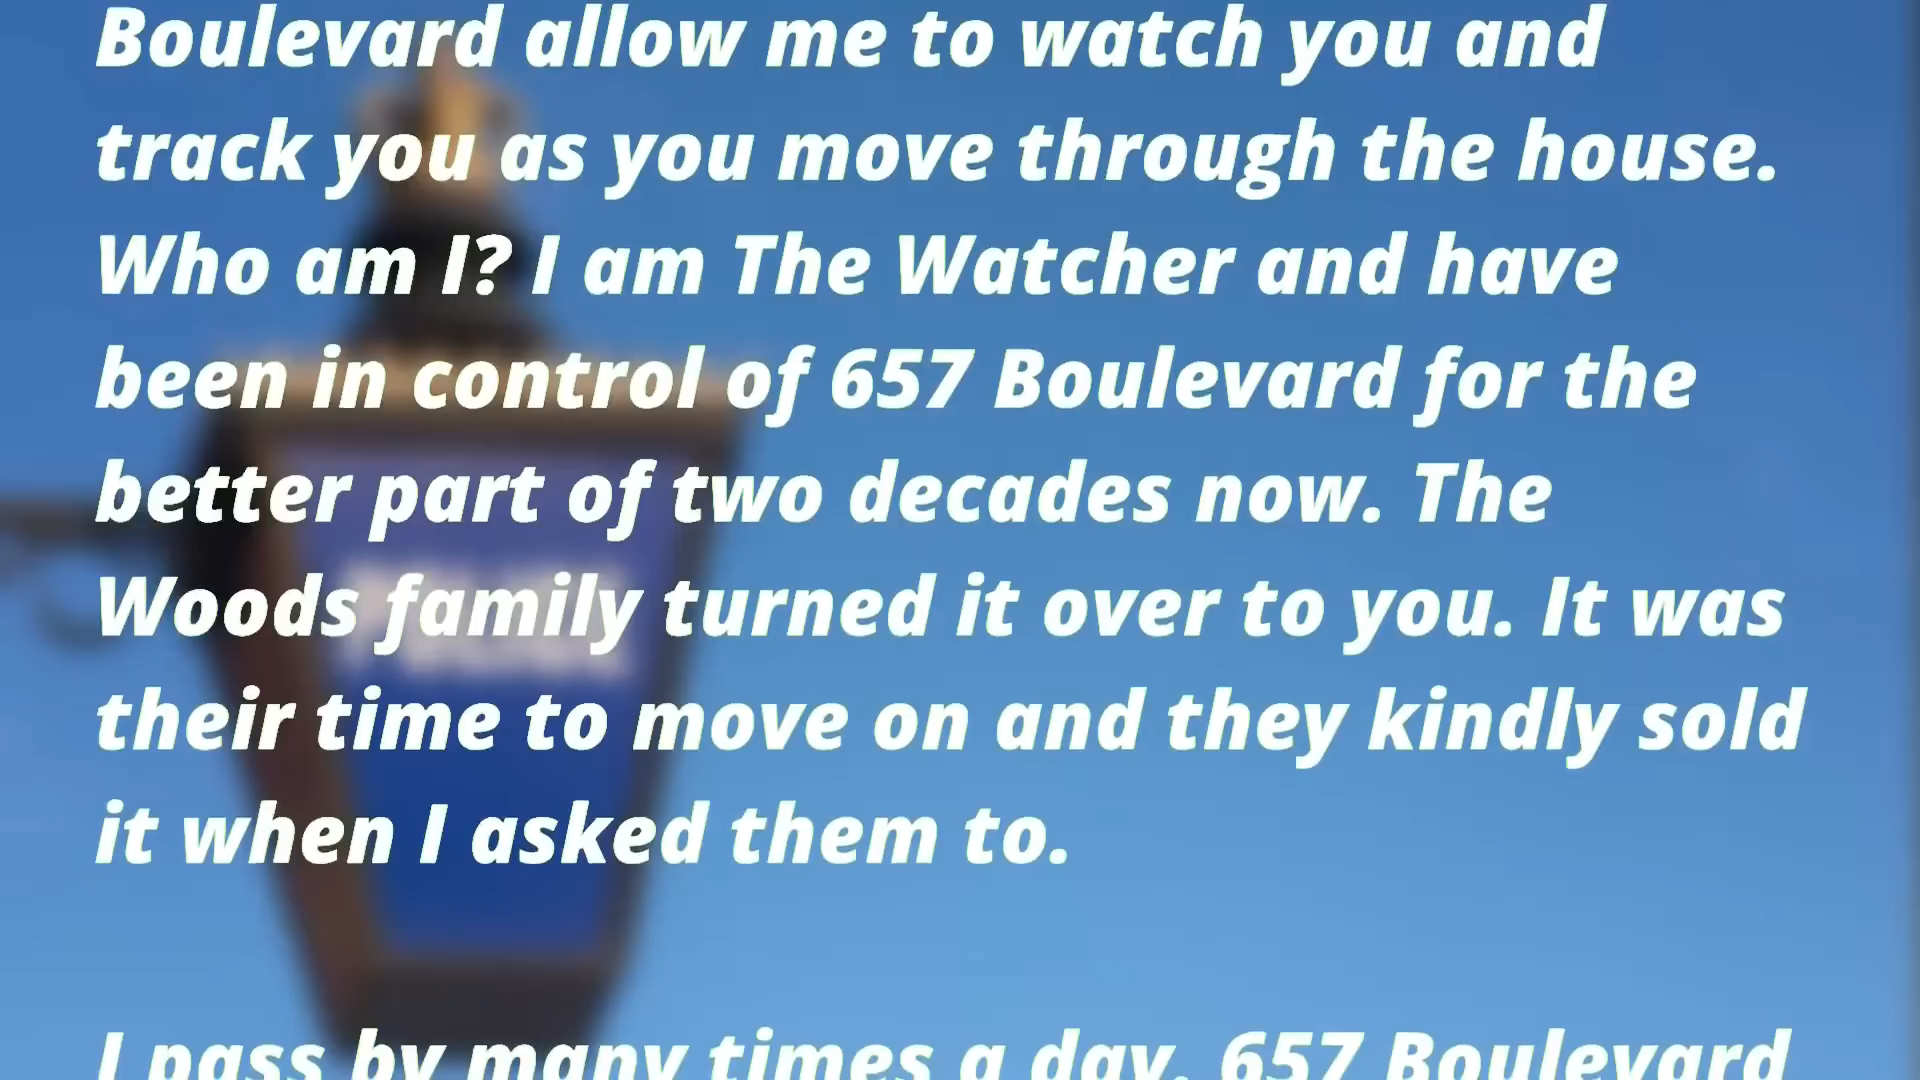 Boulevard allow me to watch you and
track you as you move through the house.
Who am I? I am The Watcher and have
been in control of 657 Boulevard for the
better part of two decades now. The
Woods family turned it over to you. It was
their time to move on and they kindly sold
it when I asked them to.
I pass by many times a day. 657 Boulevard